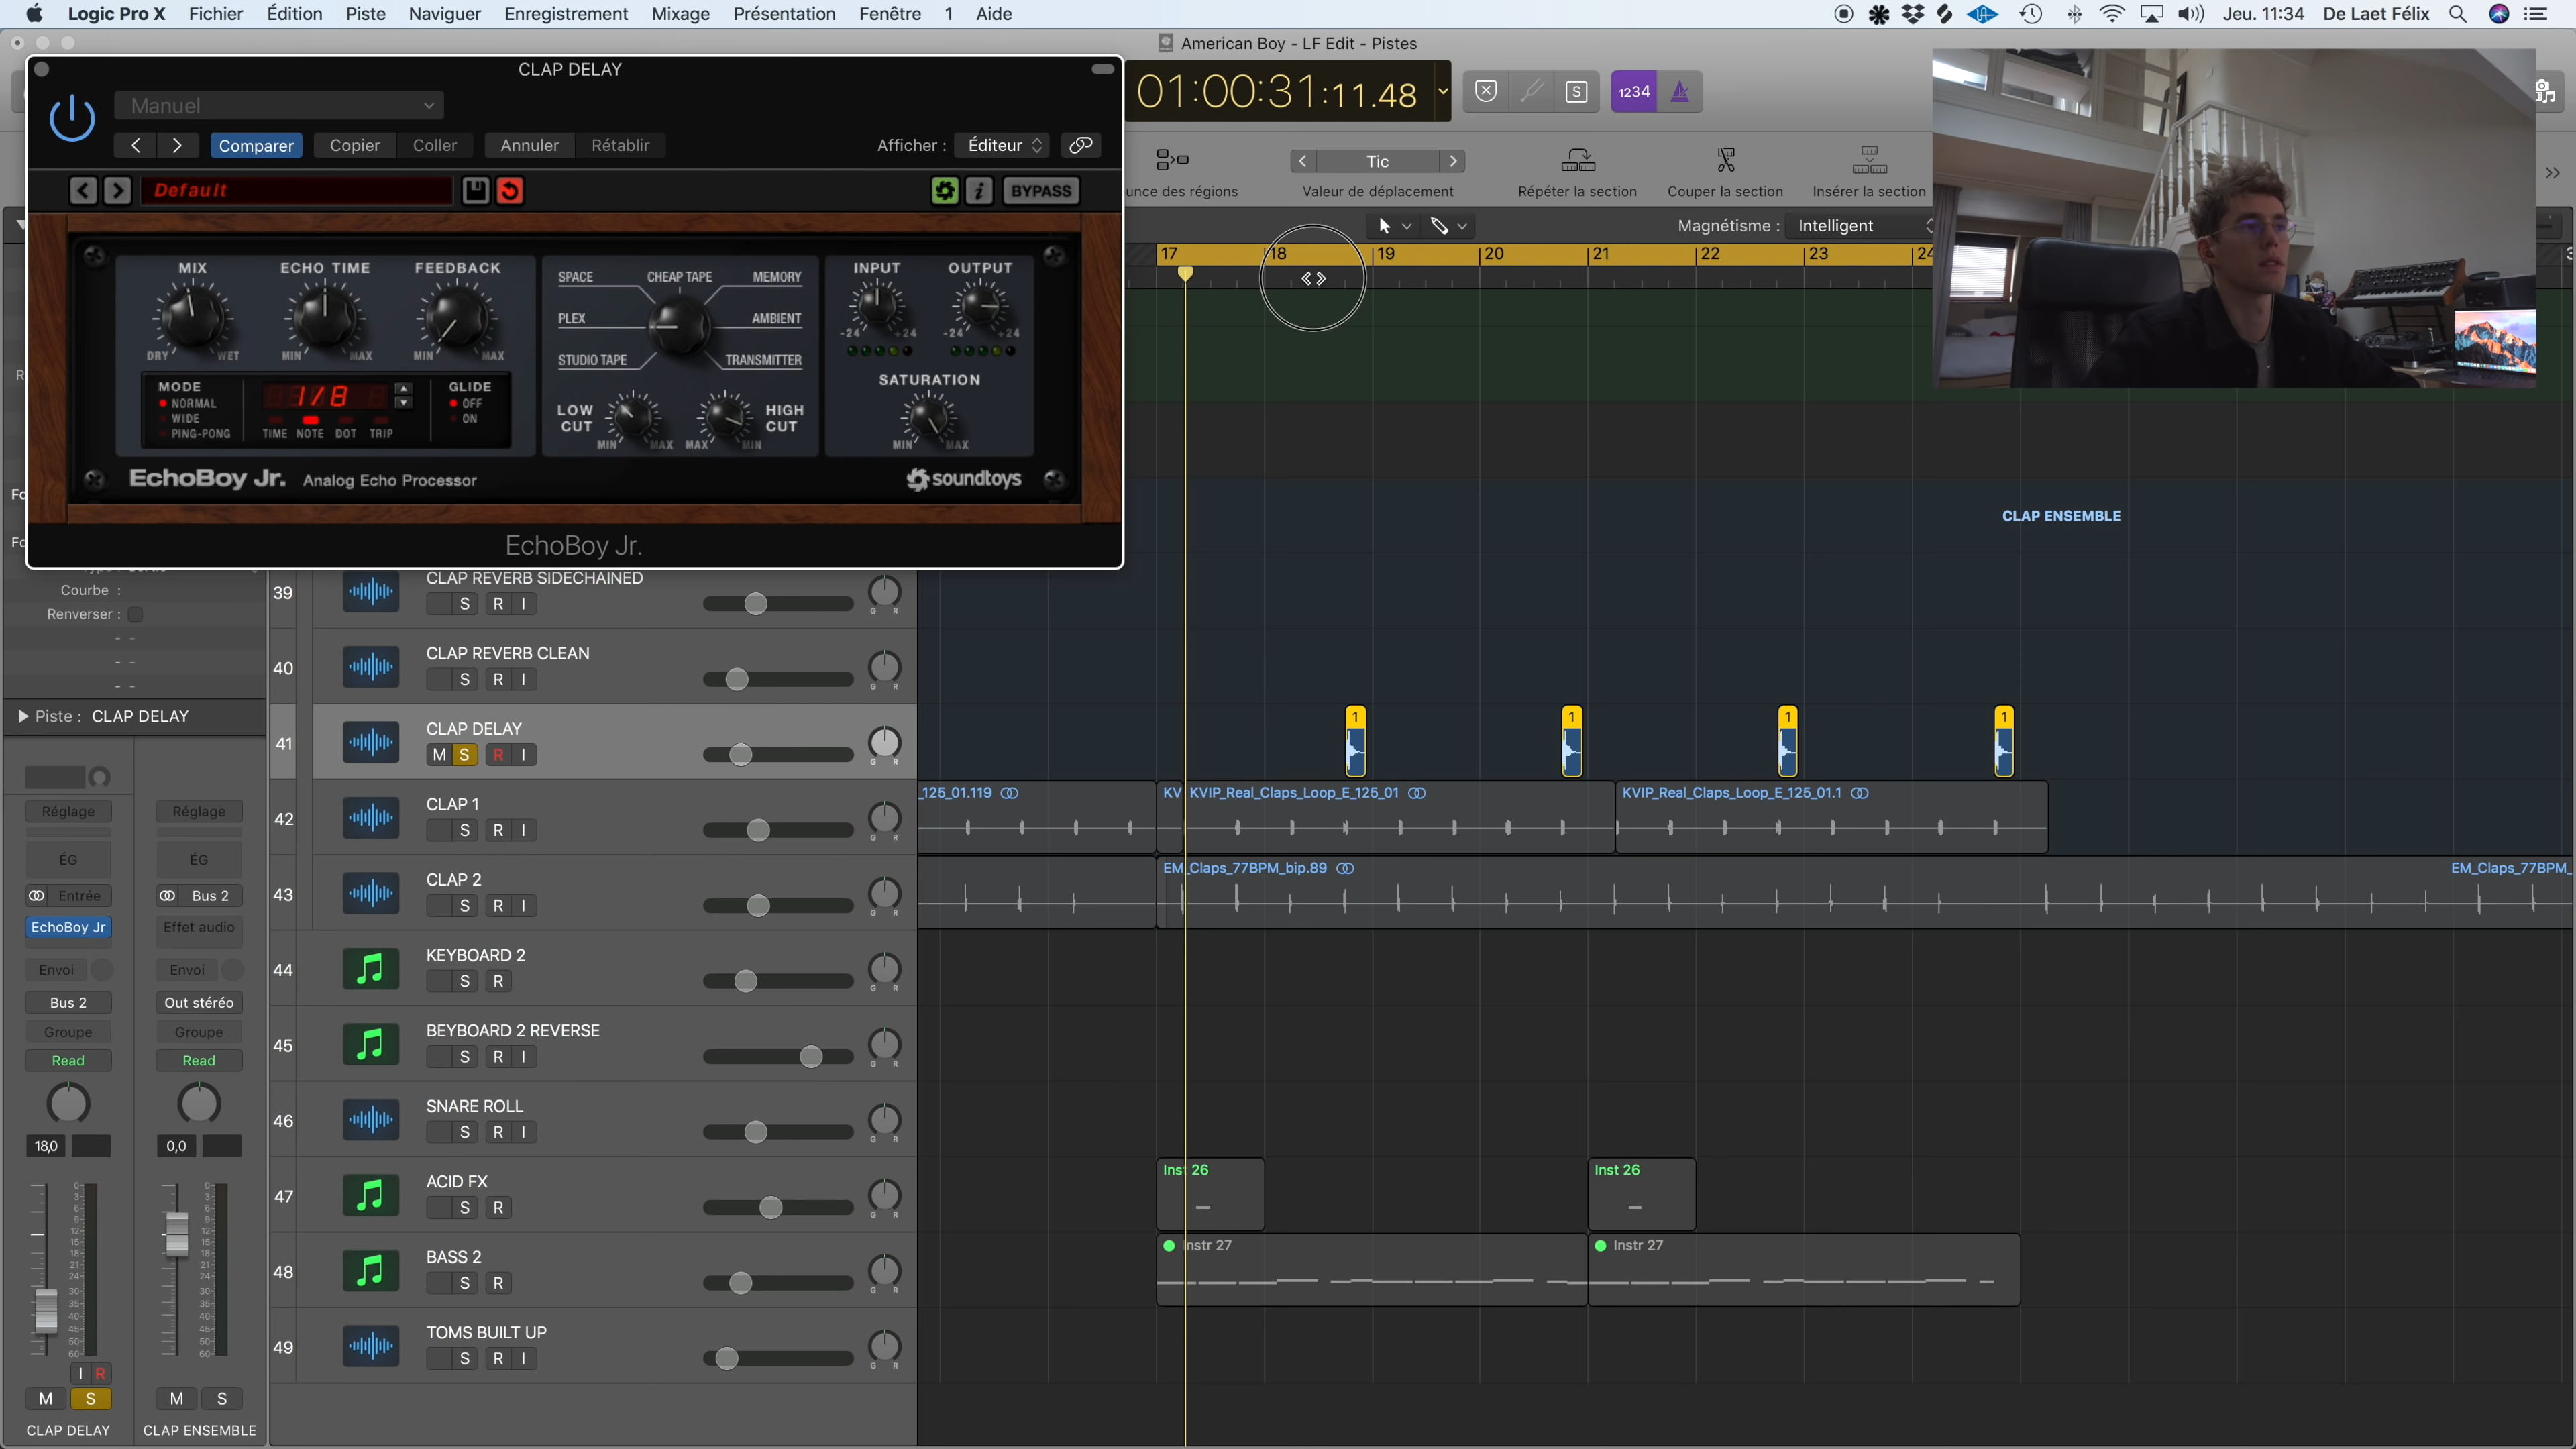 Logic Pro X Fichier Édition Piste Naviguer Enregistrement Mixage Présentation Fenêtre 1 Aide Jeu. 11:34 De Laet Félix
American Boy - LF Edit - Pistes
CLAP DELAY
Manuel
01:00:31:11.48
S 1234
Comparer Copier Coller Annuler Rétablir Afficher : Éditeur
Tic
unce des régions Valeur de déplacement Répéter la section Couper la section Insérer la section
Default BYPASS
Magnétisme : Intelligent
17 18 19 20 21 22 23 24
MIX ECHO TIME FEEDBACK
DRY WET MIN MAX MIN MAX
SPACE CHEAP TAPE MEMORY
PLEX AMBIENT
STUDIO TAPE TRANSMITTER
INPUT OUTPUT
-24 +24 -24 +24
SATURATION
MIN MAX
MODE
NORMAL
WIDE
PING-PONG
1/8
TIME NOTE DOT TRIP
GLIDE
OFF
ON
LOW CUT
MIN MAX
HIGH CUT
MAX MIN
EchoBoy Jr. Analog Echo Processor soundtoys
EchoBoy Jr.
CLAP ENSEMBLE
Courbe :
Renverser :
Piste : CLAP DELAY
39 CLAP REVERB SIDECHAINED
S R I
40 CLAP REVERB CLEAN
S R I
41 CLAP DELAY
M S R I
1 1 1 1
42 CLAP 1
S R I
_125_01.119 KV KVIP_Real_Claps_Loop_E_125_01 KVIP_Real_Claps_Loop_E_125_01.1
43 CLAP 2
S R I
EM_Claps_77BPM_bip.89 EM_Claps_77BPM_
44 KEYBOARD 2
S R
45 BEYBOARD 2 REVERSE
S R I
46 SNARE ROLL
S R I
47 ACID FX
S R
Inst 26 Inst 26
48 BASS 2
S R
Instr 27 Instr 27
49 TOMS BUILT UP
S R I
Réglage Réglage
ÉG ÉG
Entrée Bus 2
EchoBoy Jr Effet audio
Envoi Envoi
Bus 2 Out stéréo
Groupe Groupe
Read Read
18,0 0,0
I R
M S M S
CLAP DELAY CLAP ENSEMBLE